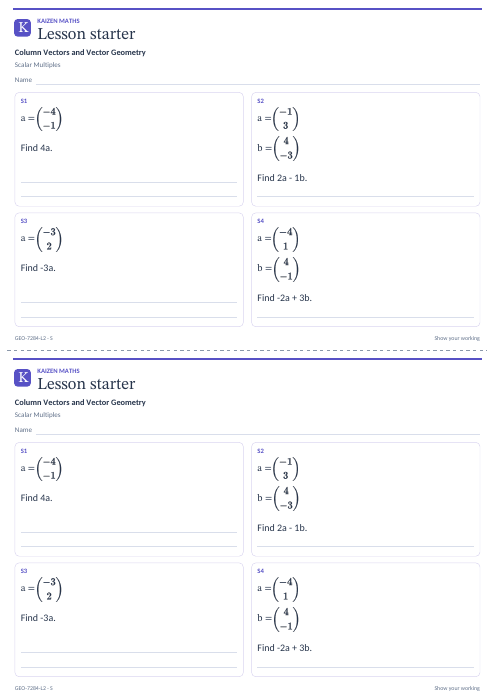 K
KAIZEN MATHS
Lesson starter
Column Vectors and Vector Geometry
Scalar Multiples
Name
S1
a = (−4
−1)
Find 4a.
S2
a = (−1
3)
b = (4
−3)
Find 2a - 1b.
S3
a = (−3
2)
Find -3a.
S4
a = (−4
1)
b = (4
−1)
Find -2a + 3b.
GEO-7284-L2 - S
Show your working
K
KAIZEN MATHS
Lesson starter
Column Vectors and Vector Geometry
Scalar Multiples
Name
S1
a = (−4
−1)
Find 4a.
S2
a = (−1
3)
b = (4
−3)
Find 2a - 1b.
S3
a = (−3
2)
Find -3a.
S4
a = (−4
1)
b = (4
−1)
Find -2a + 3b.
GEO-7284-L2 - S
Show your working